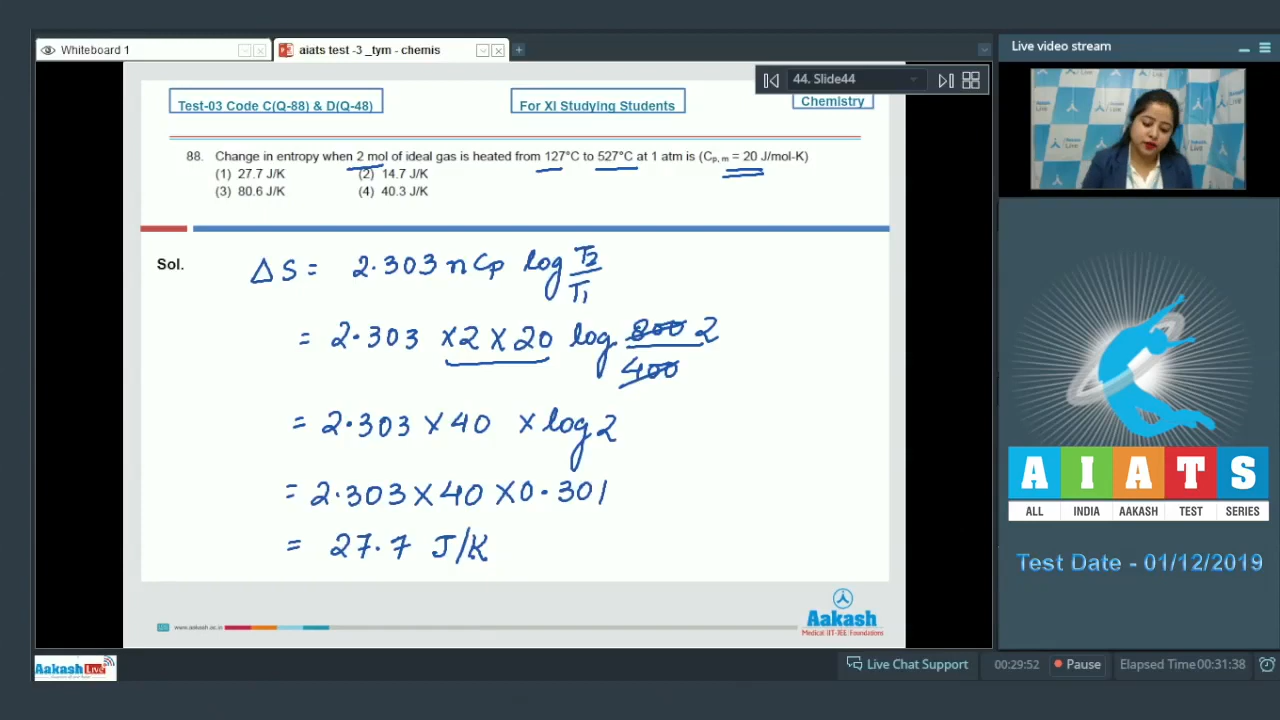 Whiteboard 1
aiats test -3 _tym - chemis
Live video stream
44. Slide44
Test-03 Code C(Q-88) & D(Q-48)
For XI Studying Students
Chemistry
88. Change in entropy when 2 mol of ideal gas is heated from 127°C to 527°C at 1 atm is (Cp, m = 20 J/mol-K)
(1) 27.7 J/K (2) 14.7 J/K
(3) 80.6 J/K (4) 40.3 J/K
Sol.
ΔS = 2.303 n Cp log T2/T1
= 2.303 × 2 × 20 log 800/400 2
= 2.303 × 40 × log 2
= 2.303 × 40 × 0.301
= 27.7 J/K
www.aakash.ac.in
Aakash
Medical IIT-JEE Foundations
A I A T S
ALL INDIA AAKASH TEST SERIES
Test Date - 01/12/2019
Aakash Live
Live Chat Support
00:29:52
Pause
Elapsed Time 00:31:38